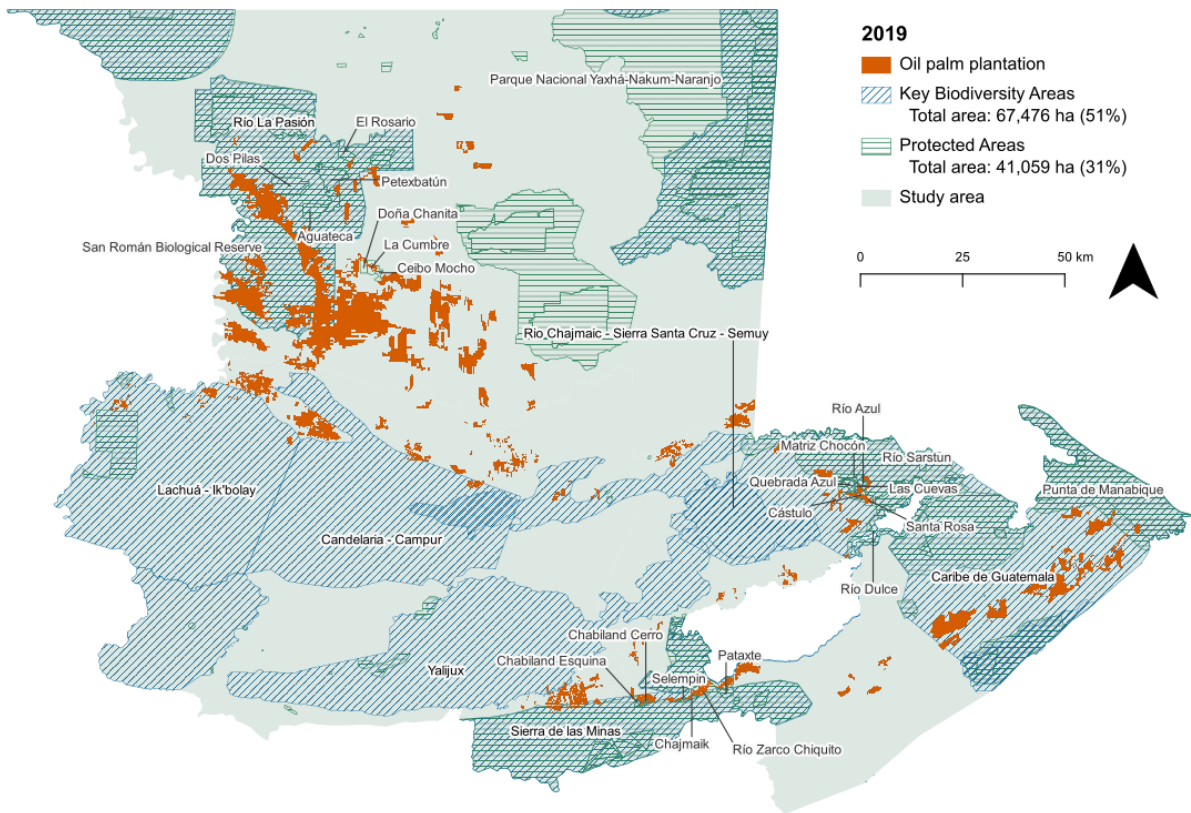 2019
Oil palm plantation
Key Biodiversity Areas
Total area: 67,476 ha (51%)
Protected Areas
Total area: 41,059 ha (31%)
Study area
0 25 50 km
Parque Nacional Yaxhá-Nakum-Naranjo
Río La Pasión
El Rosario
Dos Pilas
Petexbatún
Doña Chanita
Aguateca
La Cumbre
San Román Biological Reserve
Ceibo Mocho
Rio Chajmaic - Sierra Santa Cruz - Semuy
Río Azul
Matriz Chocón
Río Sarstún
Quebrada Azul
Las Cuevas
Punta de Manabique
Lachuá - Ik'bolay
Cástulo
Santa Rosa
Candelaria - Campur
Caribe de Guatemala
Río Dulce
Chabiland Cerro
Chabiland Esquina
Pataxte
Yalijux
Selempin
Sierra de las Minas
Chajmaik
Río Zarco Chiquito